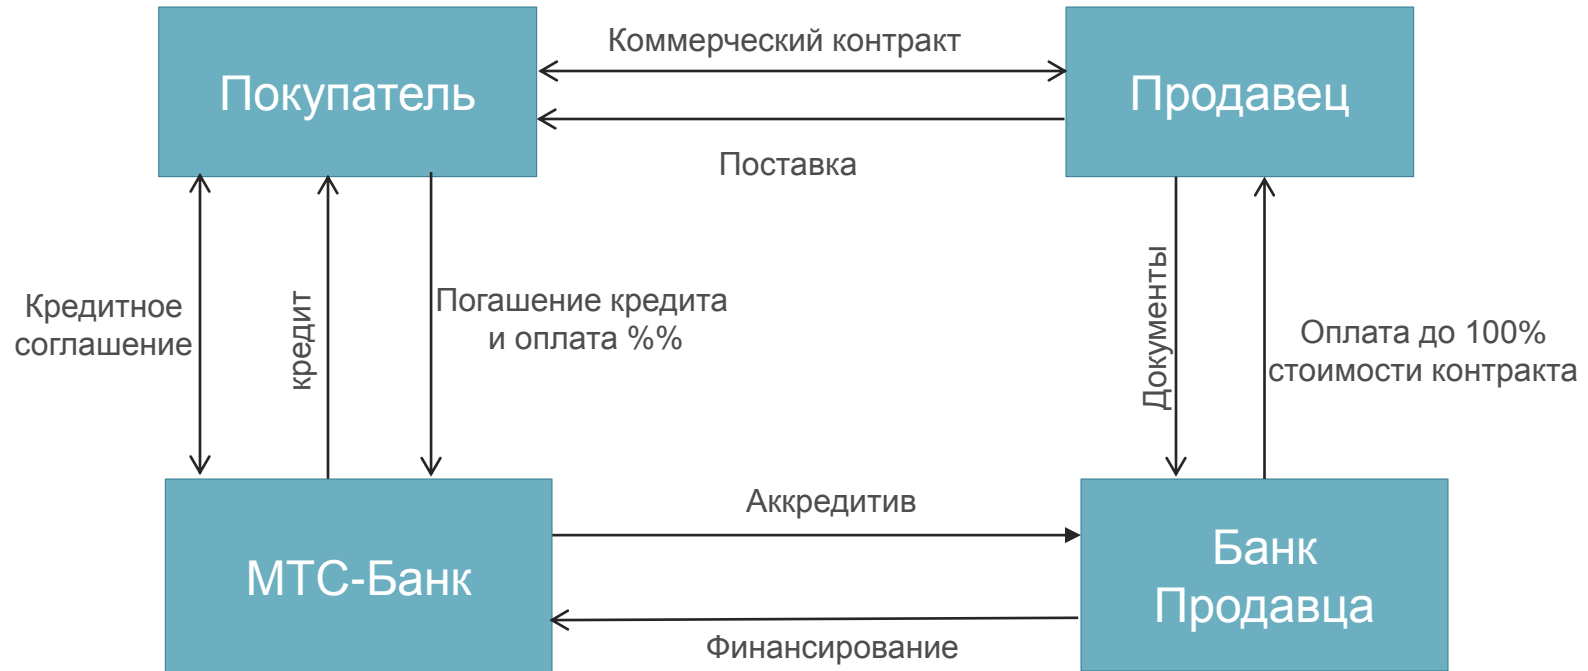 Коммерческий контракт
Покупатель
Продавец
Поставка
Кредитное
соглашение
кредит
Погашение кредита
и оплата %%
Документы
Оплата до 100%
стоимости контракта
Аккредитив
МТС-Банк
Банк
Продавца
Финансирование